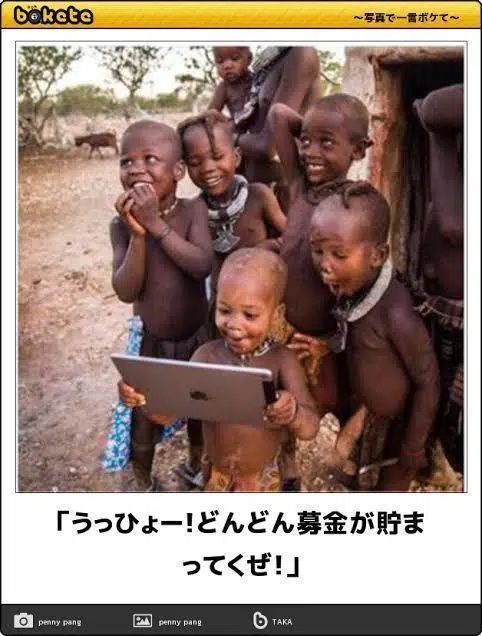 bokete
〜写真で一言ボケて〜
「うっひょー!どんどん募金が貯ま
ってくぜ!」
penny pang
penny pang
TAKA